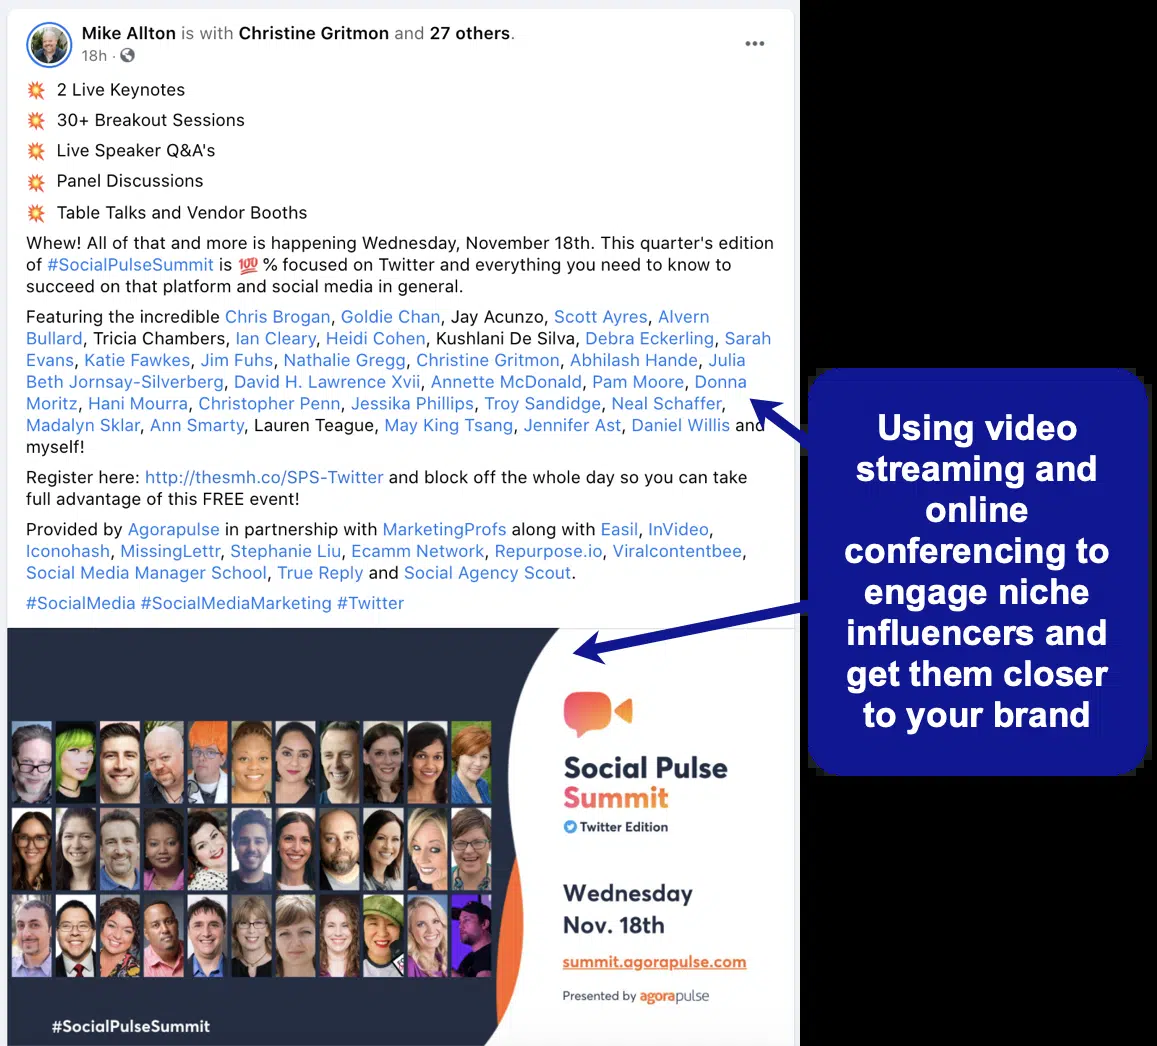 Mike Allton is with Christine Gritmon and 27 others.
18h ·
💥 2 Live Keynotes
💥 30+ Breakout Sessions
💥 Live Speaker Q&A's
💥 Panel Discussions
💥 Table Talks and Vendor Booths
Whew! All of that and more is happening Wednesday, November 18th. This quarter's edition
of #SocialPulseSummit is 💯 % focused on Twitter and everything you need to know to
succeed on that platform and social media in general.
Featuring the incredible Chris Brogan, Goldie Chan, Jay Acunzo, Scott Ayres, Alvern
Bullard, Tricia Chambers, Ian Cleary, Heidi Cohen, Kushlani De Silva, Debra Eckerling, Sarah
Evans, Katie Fawkes, Jim Fuhs, Nathalie Gregg, Christine Gritmon, Abhilash Hande, Julia
Beth Jornsay-Silverberg, David H. Lawrence Xvii, Annette McDonald, Pam Moore, Donna
Moritz, Hani Mourra, Christopher Penn, Jessika Phillips, Troy Sandidge, Neal Schaffer,
Madalyn Sklar, Ann Smarty, Lauren Teague, May King Tsang, Jennifer Ast, Daniel Willis and
myself!
Register here: http://thesmh.co/SPS-Twitter and block off the whole day so you can take
full advantage of this FREE event!
Provided by Agorapulse in partnership with MarketingProfs along with Easil, InVideo,
Iconohash, MissingLettr, Stephanie Liu, Ecamm Network, Repurpose.io, Viralcontentbee,
Social Media Manager School, True Reply and Social Agency Scout.
#SocialMedia #SocialMediaMarketing #Twitter
Social Pulse
Summit
Twitter Edition
Wednesday
Nov. 18th
summit.agorapulse.com
Presented by agorapulse
#SocialPulseSummit
Using video
streaming and
online
conferencing to
engage niche
influencers and
get them closer
to your brand